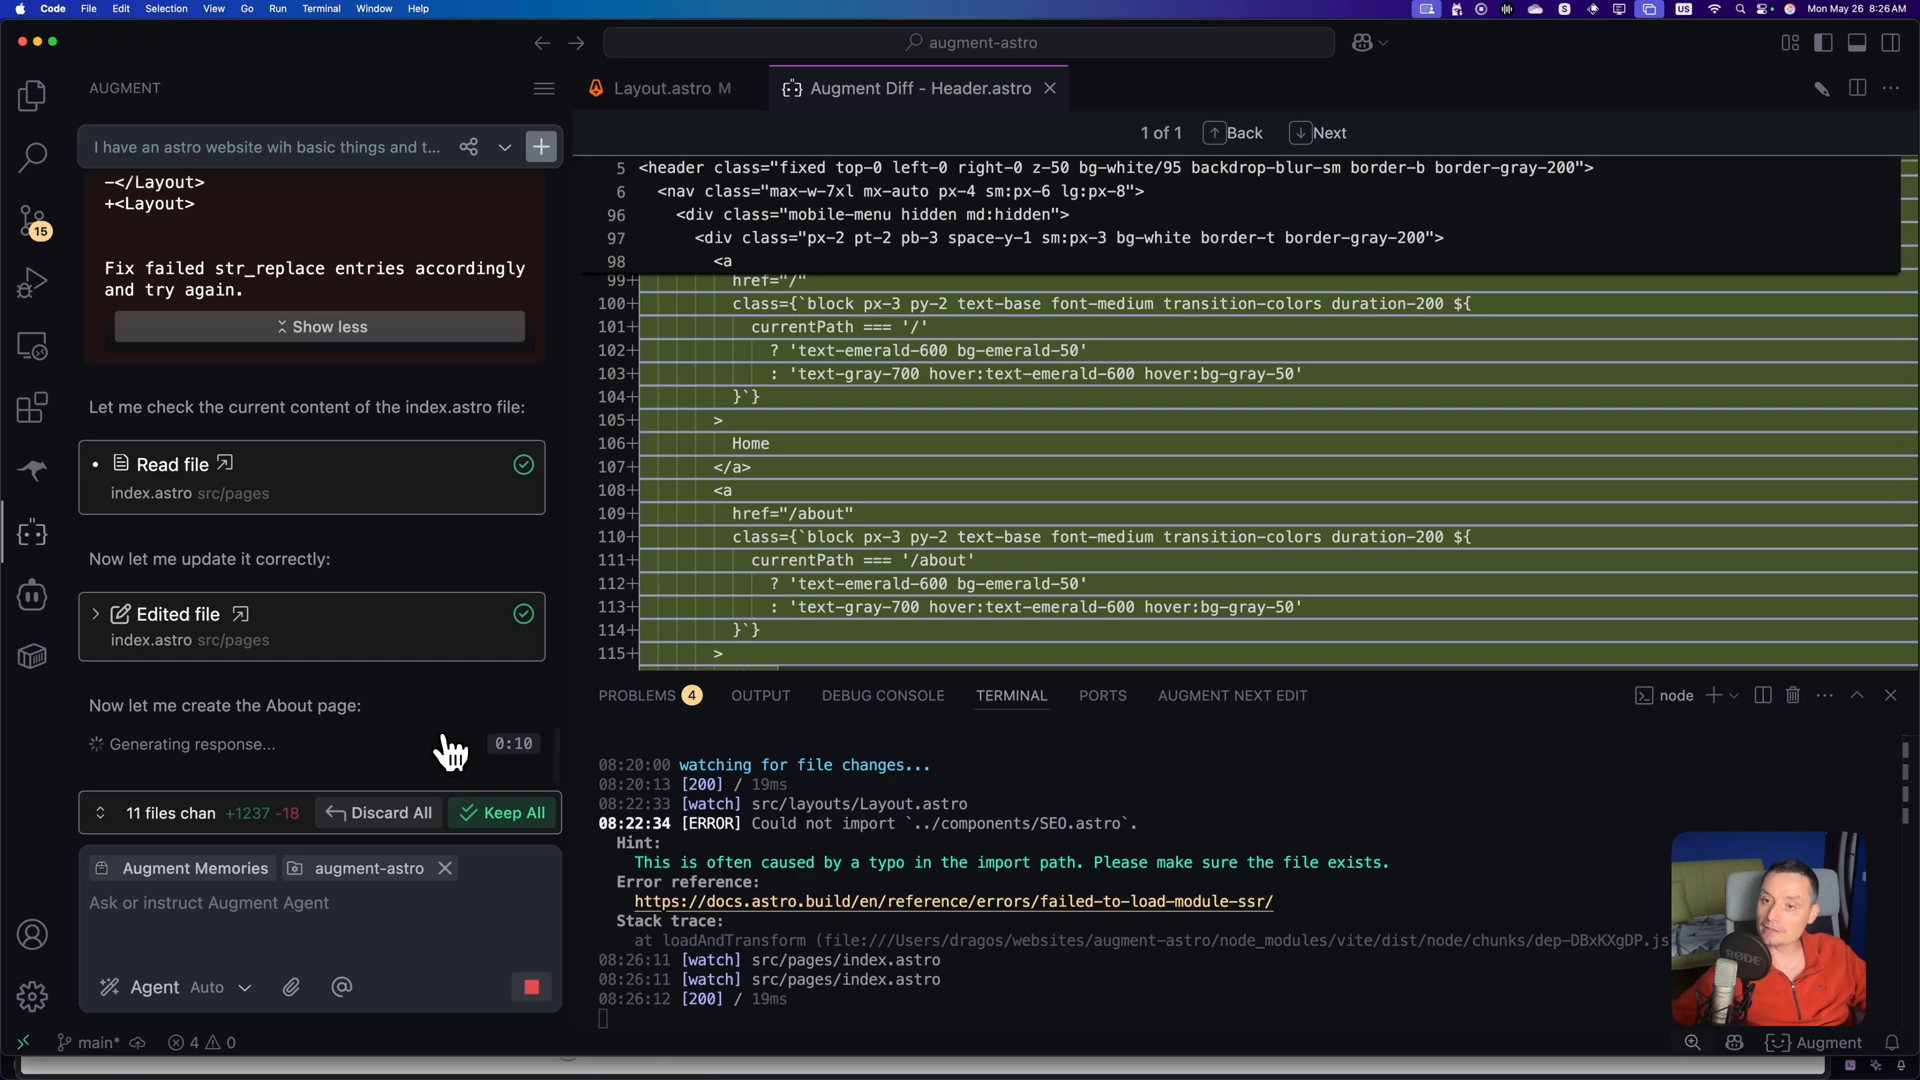 Code File Edit Selection View Go Run Terminal Window Help
S US Mon May 26 8:26 AM
augment-astro
AUGMENT
Layout.astro M
Augment Diff - Header.astro
I have an astro website wih basic things and t...
1 of 1 Back Next
-</Layout>
+<Layout>
Fix failed str_replace entries accordingly
and try again.
Show less
Let me check the current content of the index.astro file:
Read file
index.astro src/pages
Now let me update it correctly:
Edited file
index.astro src/pages
Now let me create the About page:
Generating response... 0:10
11 files chan +1237 -18 Discard All Keep All
Augment Memories augment-astro
Ask or instruct Augment Agent
Agent Auto
15
5 <header class="fixed top-0 left-0 right-0 z-50 bg-white/95 backdrop-blur-sm border-b border-gray-200">
6 <nav class="max-w-7xl mx-auto px-4 sm:px-6 lg:px-8">
96 <div class="mobile-menu hidden md:hidden">
97 <div class="px-2 pt-2 pb-3 space-y-1 sm:px-3 bg-white border-t border-gray-200">
98 <a
99+ href="/"
100+ class={`block px-3 py-2 text-base font-medium transition-colors duration-200 ${
101+ currentPath === '/'
102+ ? 'text-emerald-600 bg-emerald-50'
103+ : 'text-gray-700 hover:text-emerald-600 hover:bg-gray-50'
104+ }`}
105+ >
106+ Home
107+ </a>
108+ <a
109+ href="/about"
110+ class={`block px-3 py-2 text-base font-medium transition-colors duration-200 ${
111+ currentPath === '/about'
112+ ? 'text-emerald-600 bg-emerald-50'
113+ : 'text-gray-700 hover:text-emerald-600 hover:bg-gray-50'
114+ }`}
115+ >
PROBLEMS 4 OUTPUT DEBUG CONSOLE TERMINAL PORTS AUGMENT NEXT EDIT node
08:20:00 watching for file changes...
08:20:13 [200] / 19ms
08:22:33 [watch] src/layouts/Layout.astro
08:22:34 [ERROR] Could not import `../components/SEO.astro`.
Hint:
This is often caused by a typo in the import path. Please make sure the file exists.
Error reference:
https://docs.astro.build/en/reference/errors/failed-to-load-module-ssr/
Stack trace:
at loadAndTransform (file:///Users/dragos/websites/augment-astro/node_modules/vite/dist/node/chunks/dep-DBxKXgDP.js
08:26:11 [watch] src/pages/index.astro
08:26:11 [watch] src/pages/index.astro
08:26:12 [200] / 19ms
RØDE
main* 4 0 Augment